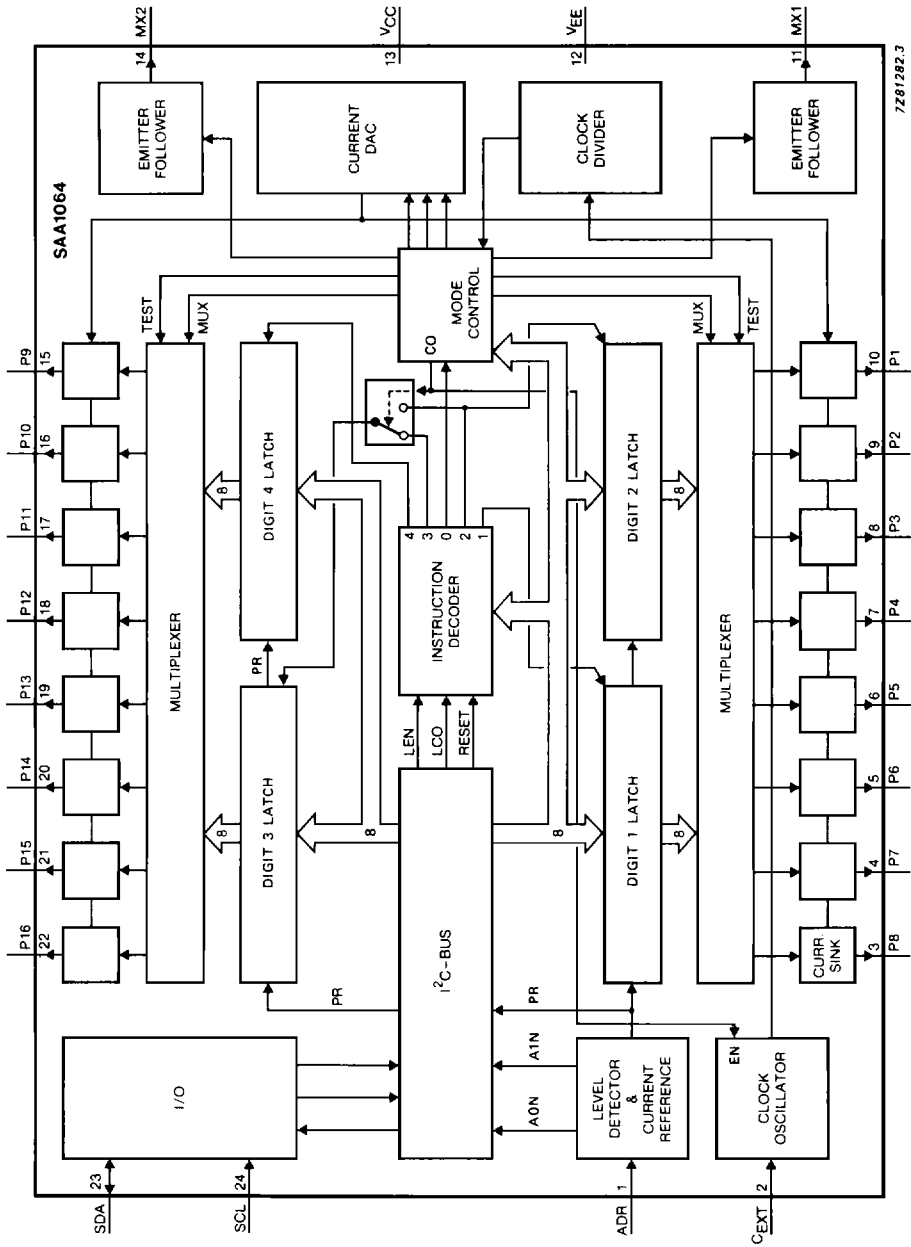 SAA1064
P16
P15
P14
P13
P12
P11
P10
P9
22
21
20
19
18
17
16
15
SDA
23
SCL
24
I/O
MULTIPLEXER
TEST
MUX
EMITTER
FOLLOWER
14
MX2
8
8
DIGIT 3 LATCH
PR
DIGIT 4 LATCH
PR
CURRENT
DAC
13
VCC
8
I²C-BUS
LEN
LCO
RESET
INSTRUCTION
DECODER
4
3
0
2
1
CO
MODE
CONTROL
8
8
A0N
A1N
PR
CLOCK
DIVIDER
12
VEE
ADR
1
LEVEL
DETECTOR
&
CURRENT
REFERENCE
DIGIT 1 LATCH
DIGIT 2 LATCH
8
8
MUX
TEST
MULTIPLEXER
CEXT
2
EN
CLOCK
OSCILLATOR
CURR.
SINK
EMITTER
FOLLOWER
11
MX1
3
4
5
6
7
8
9
10
P8
P7
P6
P5
P4
P3
P2
P1
7Z81282.3